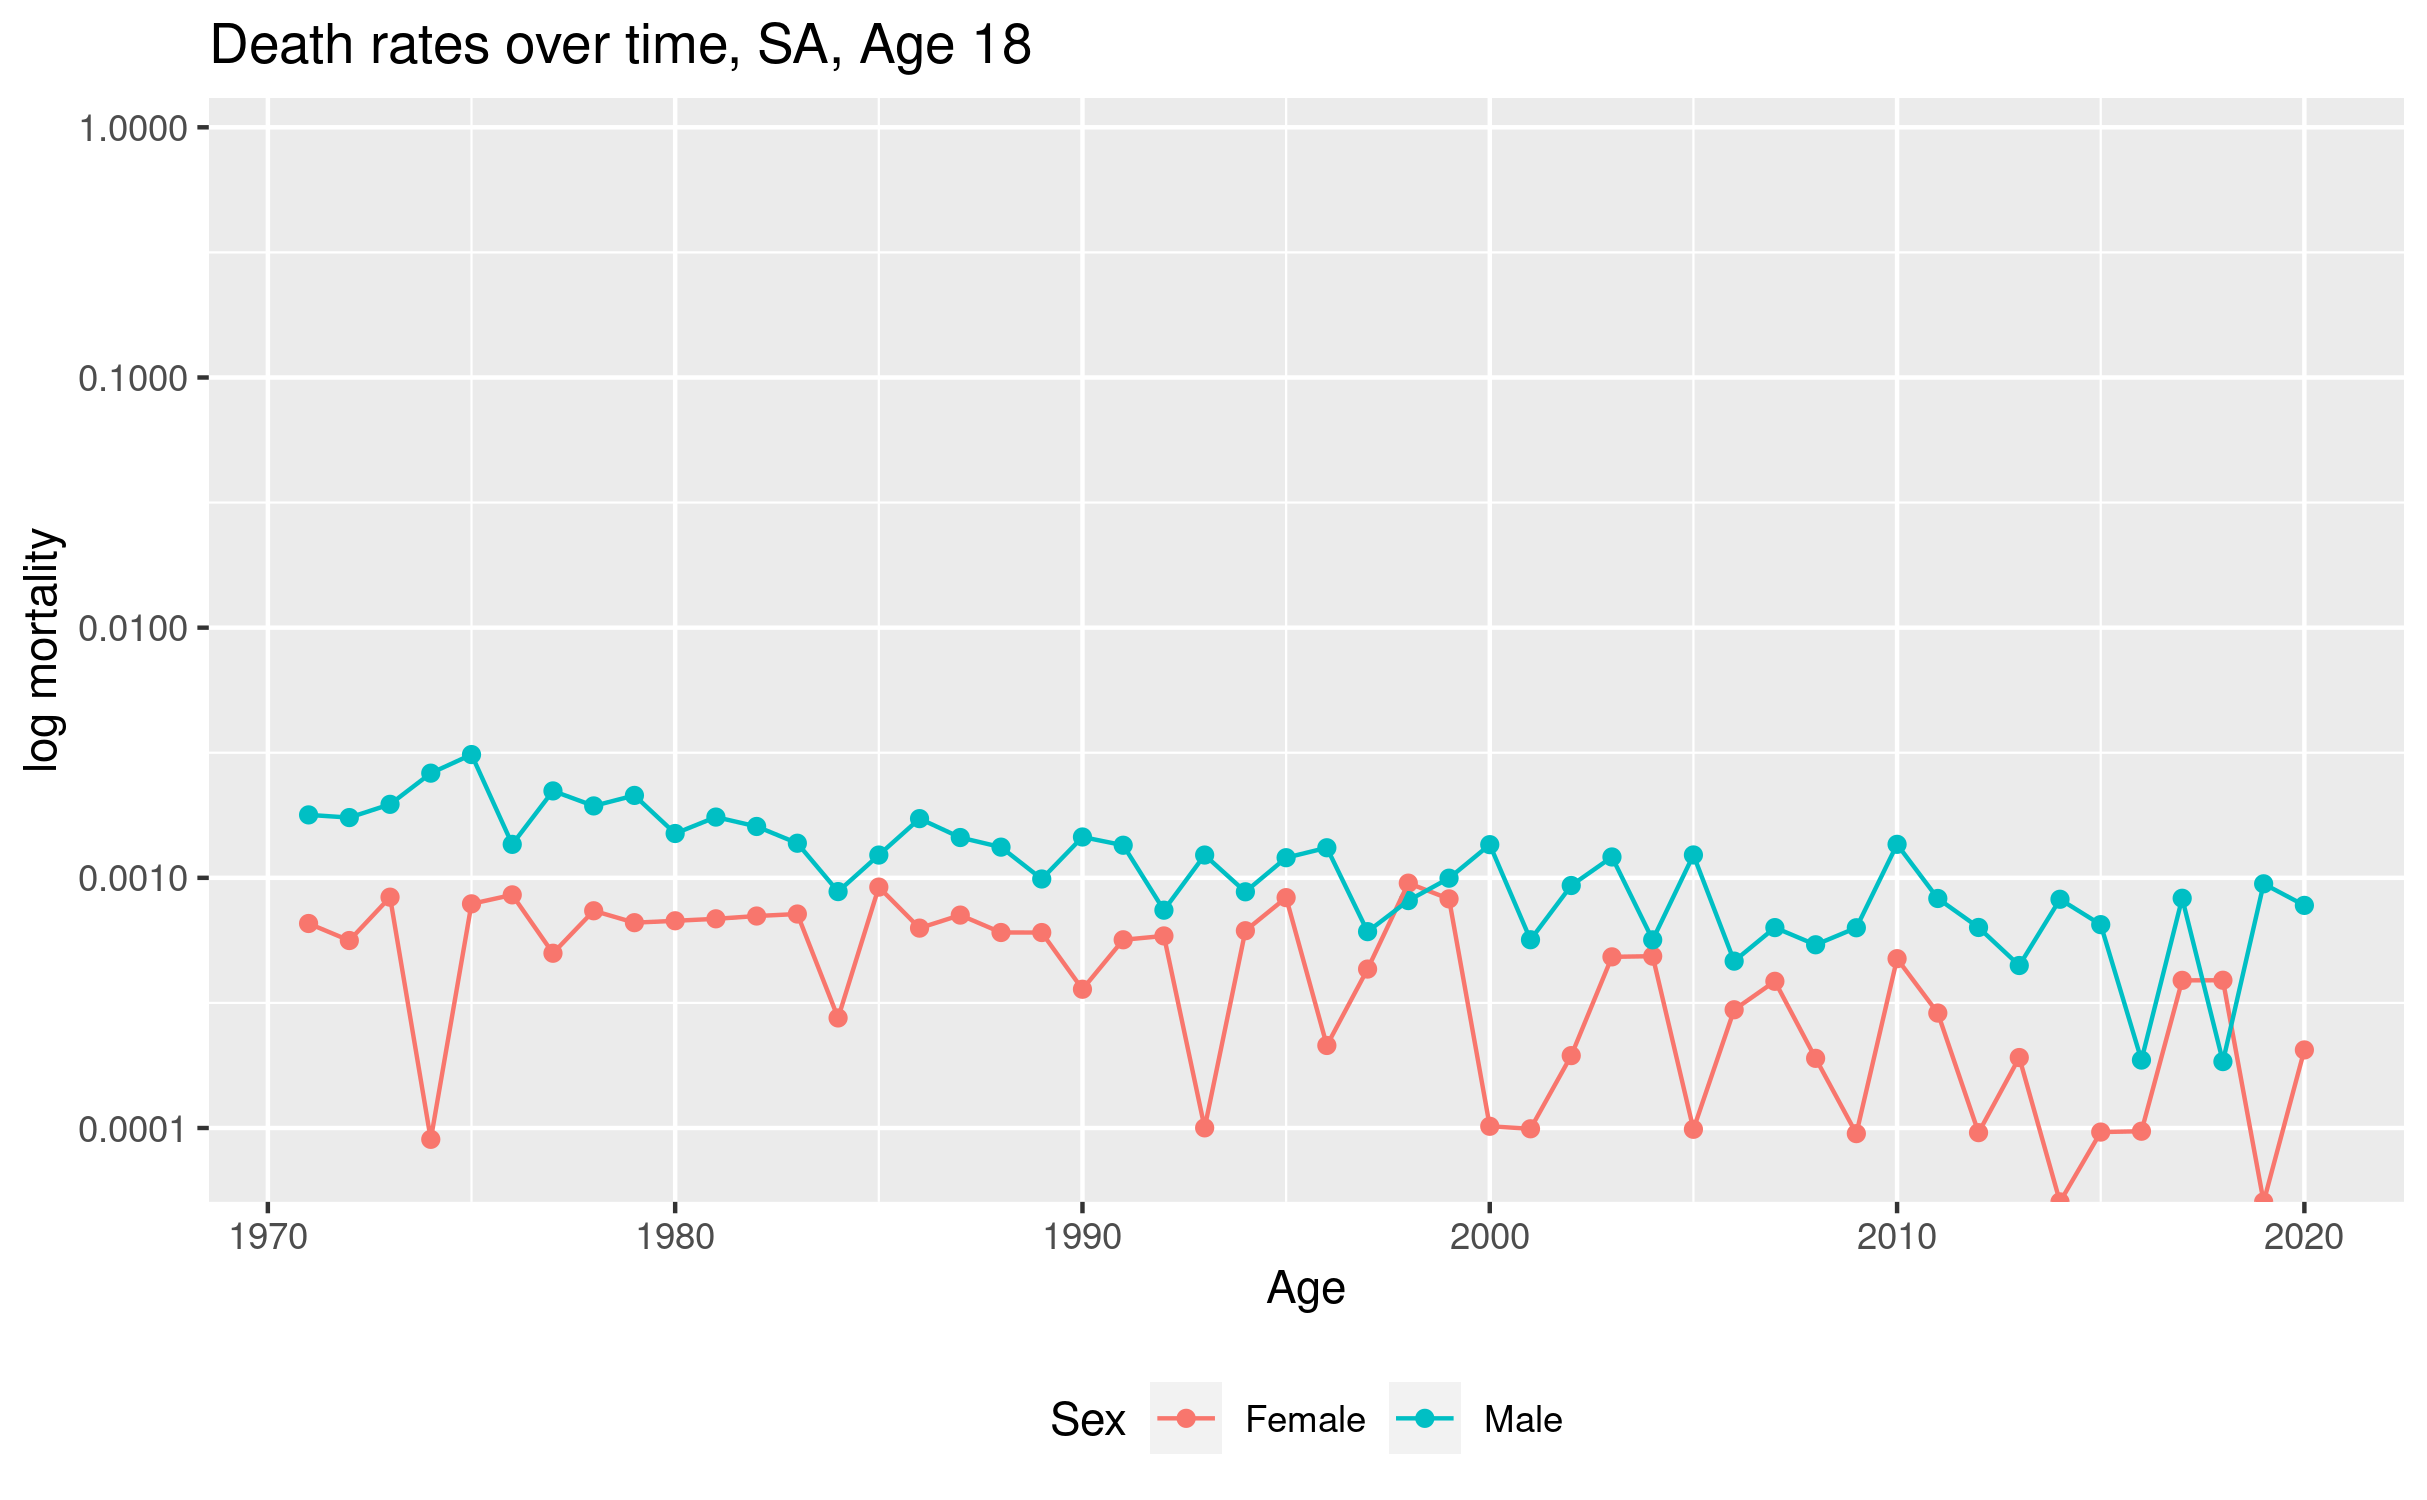 Death rates over time, SA, Age 18
1.0000
0.1000
0.0100
0.0010
0.0001
log mortality
1970 1980 1990 2000 2010 2020
Age
Sex Female Male